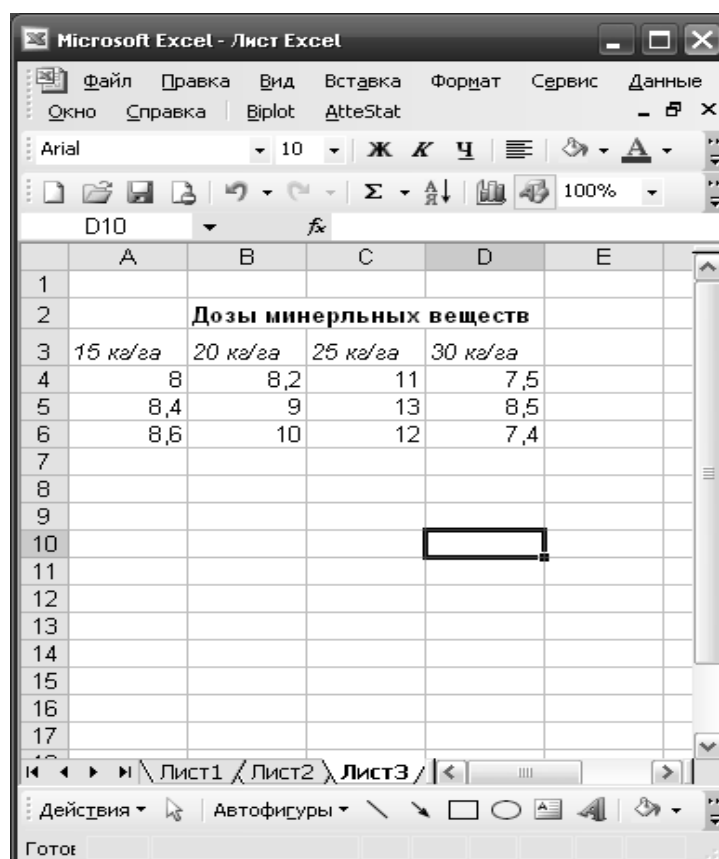 Microsoft Excel - Лист Excel
Файл Правка Вид Вставка Формат Сервис Данные
Окно Справка Biplot AtteStat
Arial 10 Ж К Ч А
Σ 100%
D10 fx
A B C D E
1
2 Дозы минерльных веществ
3 15 кг/га 20 кг/га 25 кг/га 30 кг/га
4 8 8,2 11 7,5
5 8,4 9 13 8,5
6 8,6 10 12 7,4
7
8
9
10
11
12
13
14
15
16
17
Лист1 Лист2 Лист3
Действия Автофигуры
Готов